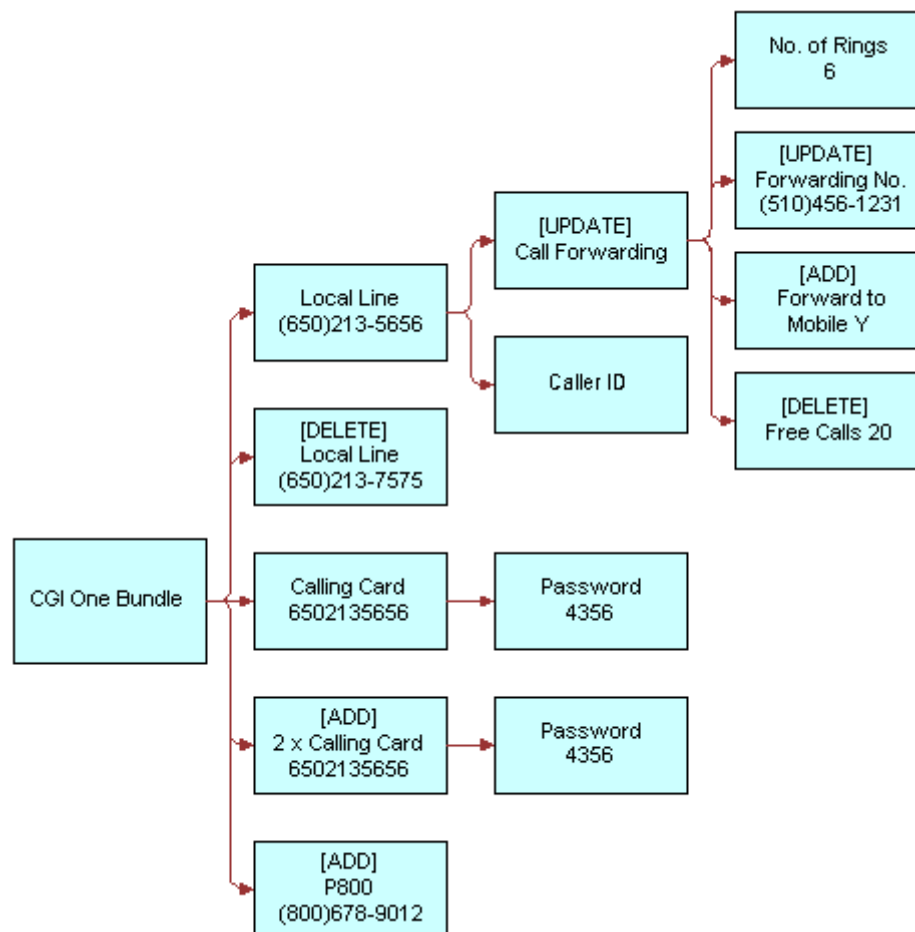 No. of Rings
6
[UPDATE]
Forwarding No.
(510)456-1231
[UPDATE]
Call Forwarding
[ADD]
Forward to
Mobile Y
Local Line
(650)213-5656
Caller ID
[DELETE]
Free Calls 20
[DELETE]
Local Line
(650)213-7575
CGI One Bundle
Calling Card
6502135656
Password
4356
[ADD]
2 x Calling Card
6502135656
Password
4356
[ADD]
P800
(800)678-9012